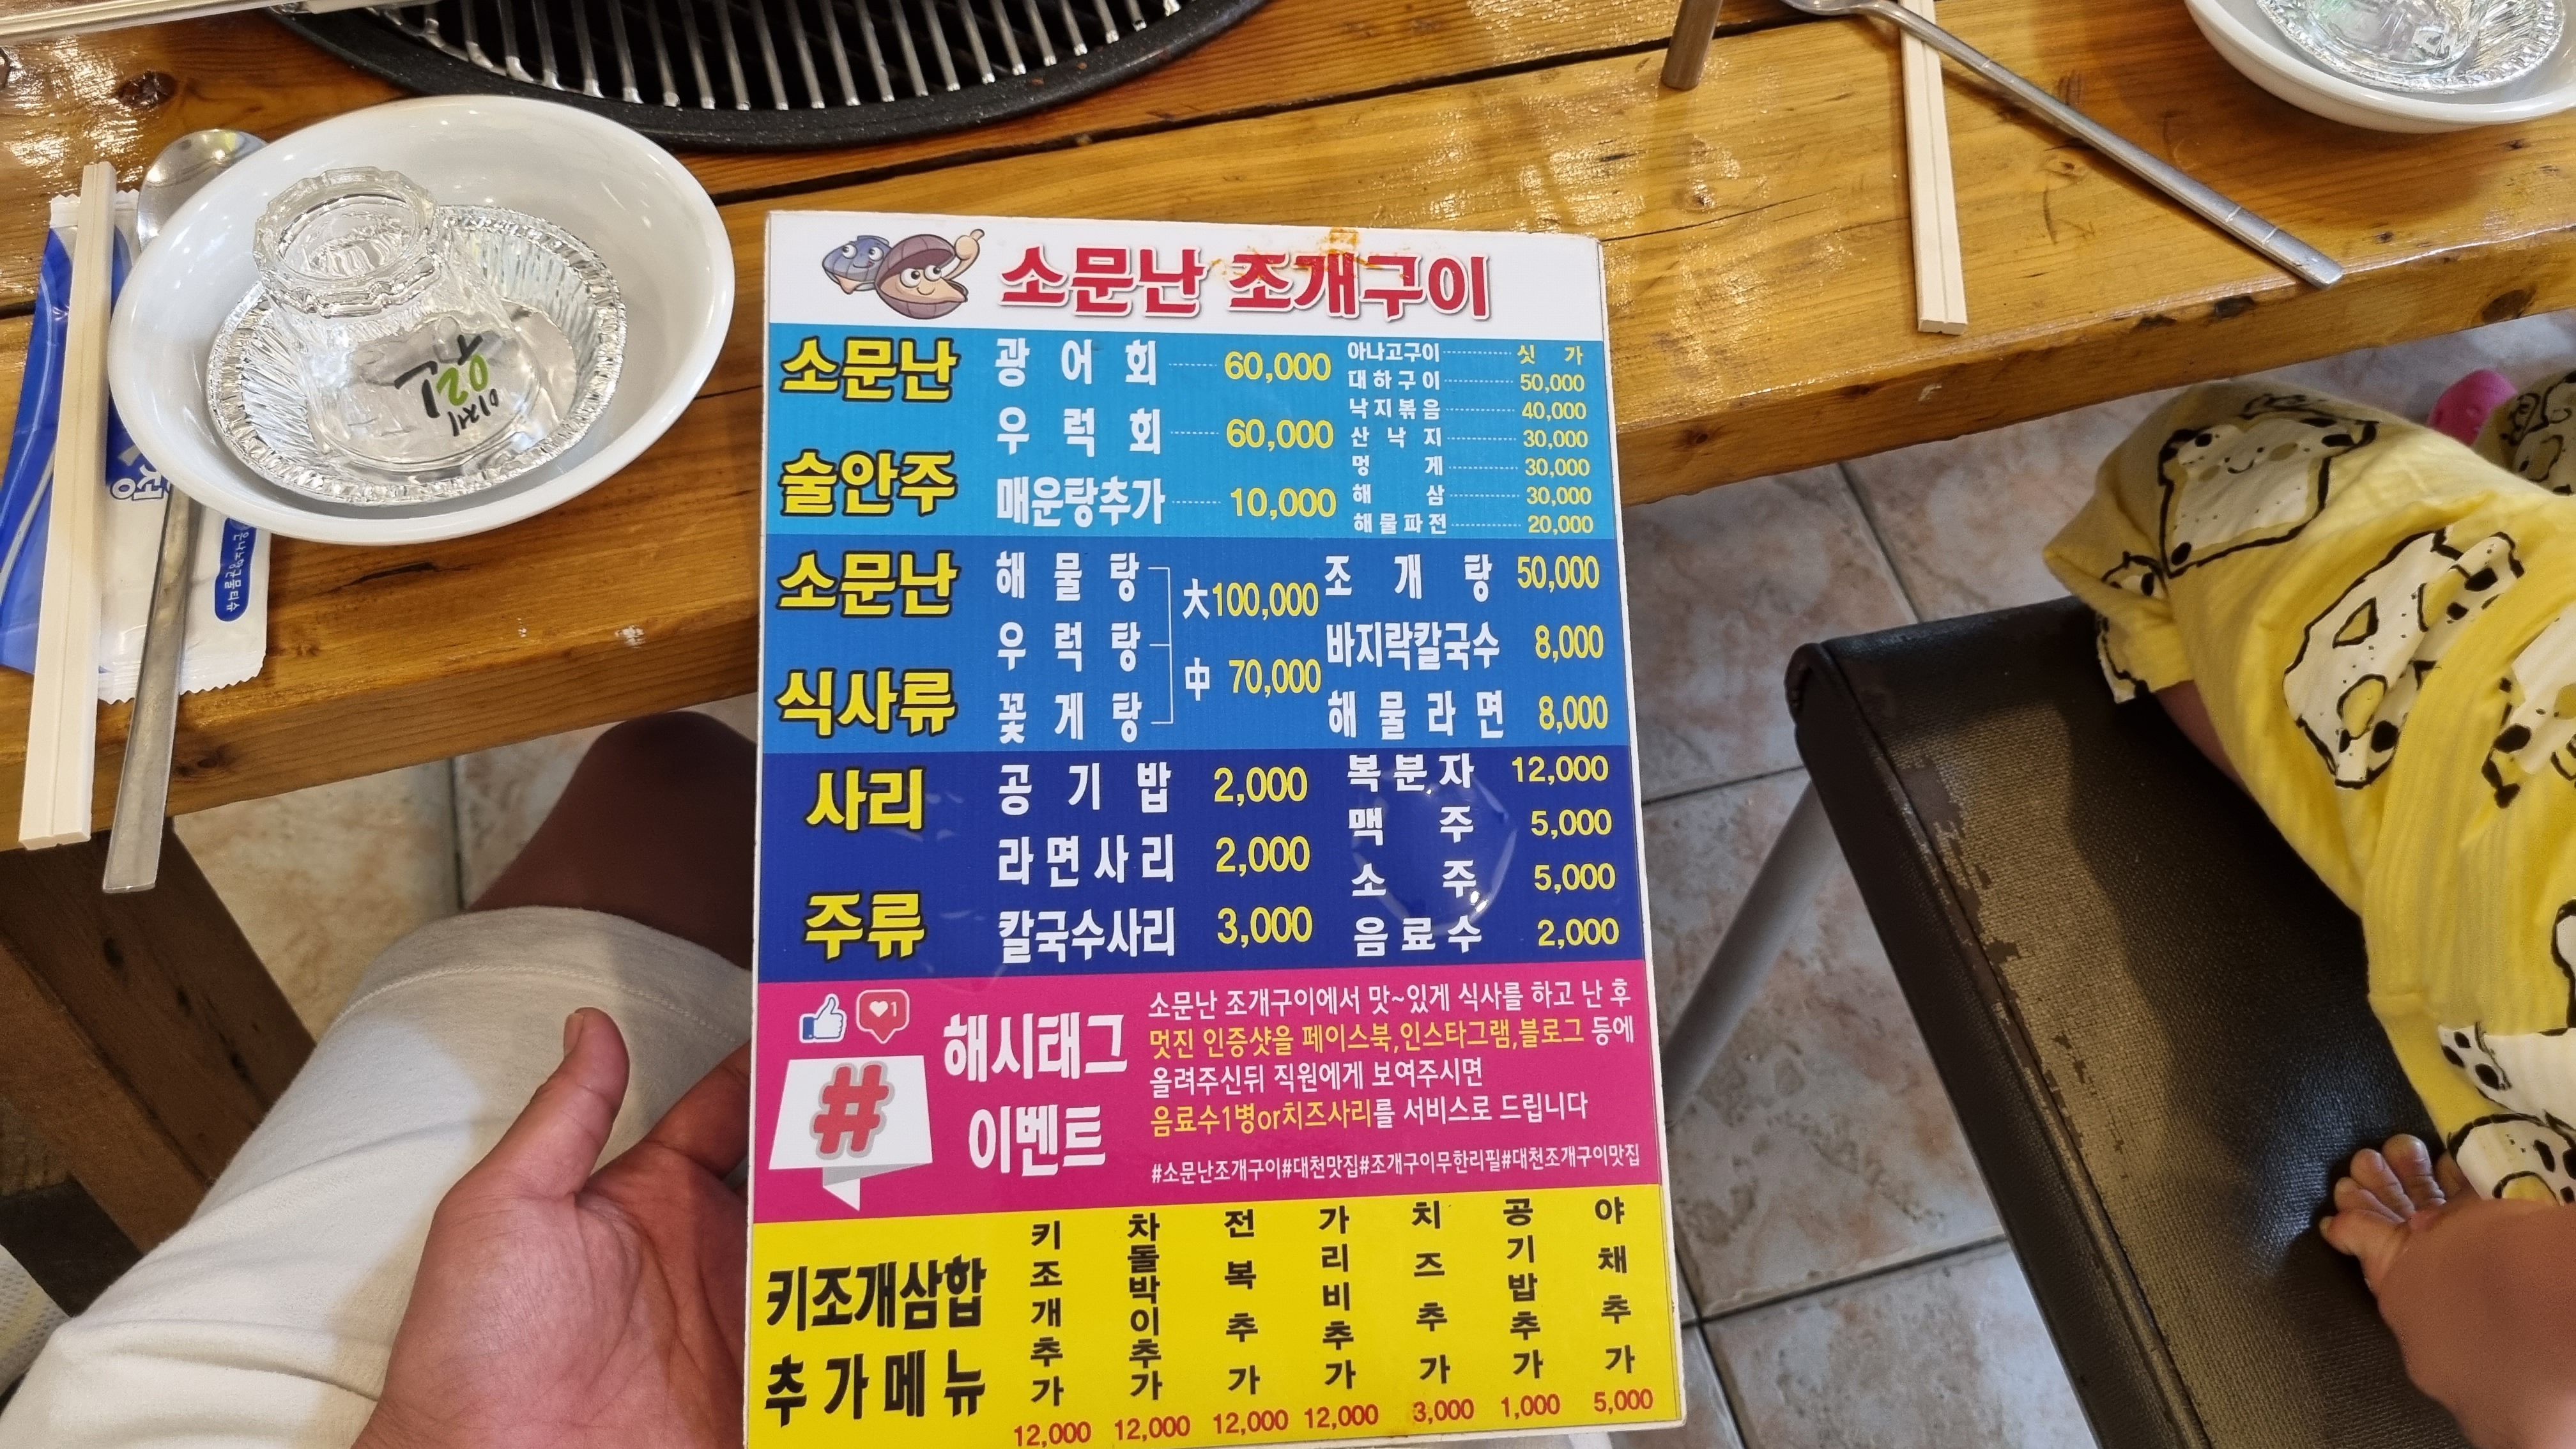 소문난 조개구이
소문난
술안주
광어회 60,000
우럭회 60,000
매운탕추가 10,000
아나고구이 싯가
대하구이 50,000
낙지볶음 40,000
산낙지 30,000
멍게 30,000
해삼 30,000
해물파전 20,000
소문난
식사류
해물탕
우럭탕
꽃게탕
大 100,000
中 70,000
조개탕 50,000
바지락칼국수 8,000
해물라면 8,000
사리
주류
공기밥 2,000
라면사리 2,000
칼국수사리 3,000
복분자 12,000
맥주 5,000
소주 5,000
음료수 2,000
1
#
해시태그
이벤트
소문난 조개구이에서 맛~있게 식사를 하고 난 후
멋진 인증샷을 페이스북,인스타그램,블로그 등에
올려주신뒤 직원에게 보여주시면
음료수1병or치즈사리를 서비스로 드립니다
#소문난조개구이#대천맛집#조개구이무한리필#대천조개구이맛집
키조개삼합
추가메뉴
키조개추가 12,000
차돌박이추가 12,000
전복추가 12,000
가리비추가 12,000
치즈추가 3,000
공기밥추가 1,000
야채추가 5,000
이제